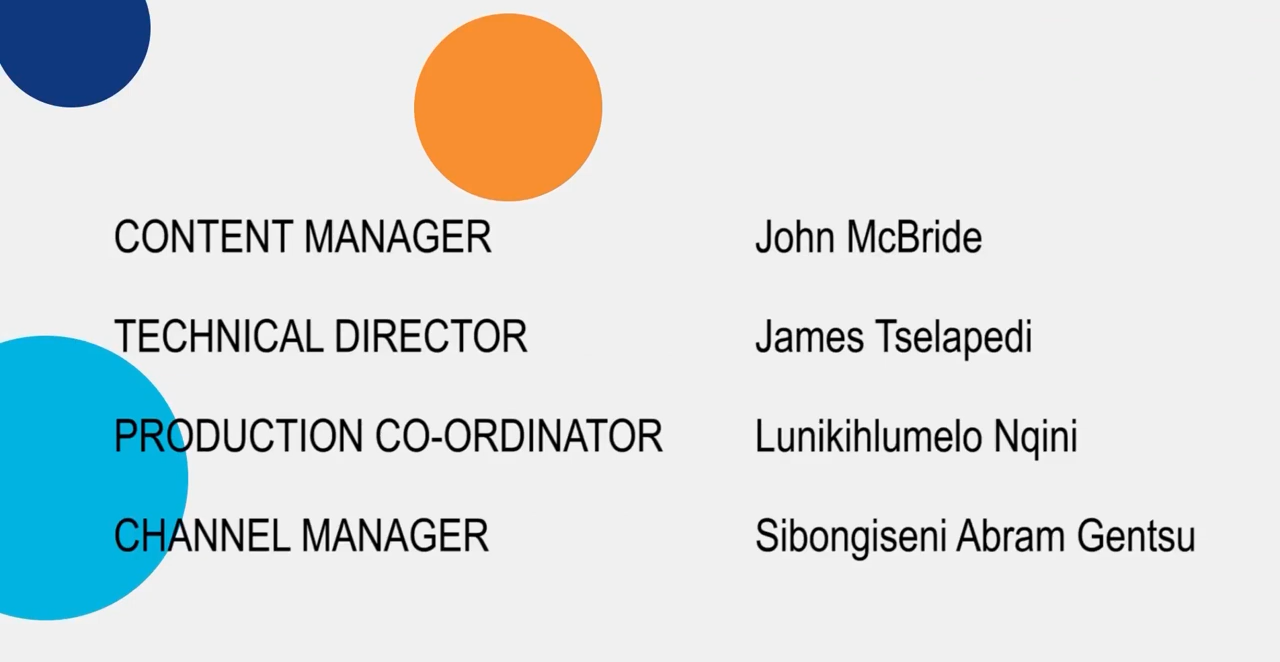 CONTENT MANAGER John McBride
TECHNICAL DIRECTOR James Tselapedi
PRODUCTION CO-ORDINATOR Lunikihlumelo Nqini
CHANNEL MANAGER Sibongiseni Abram Gentsu